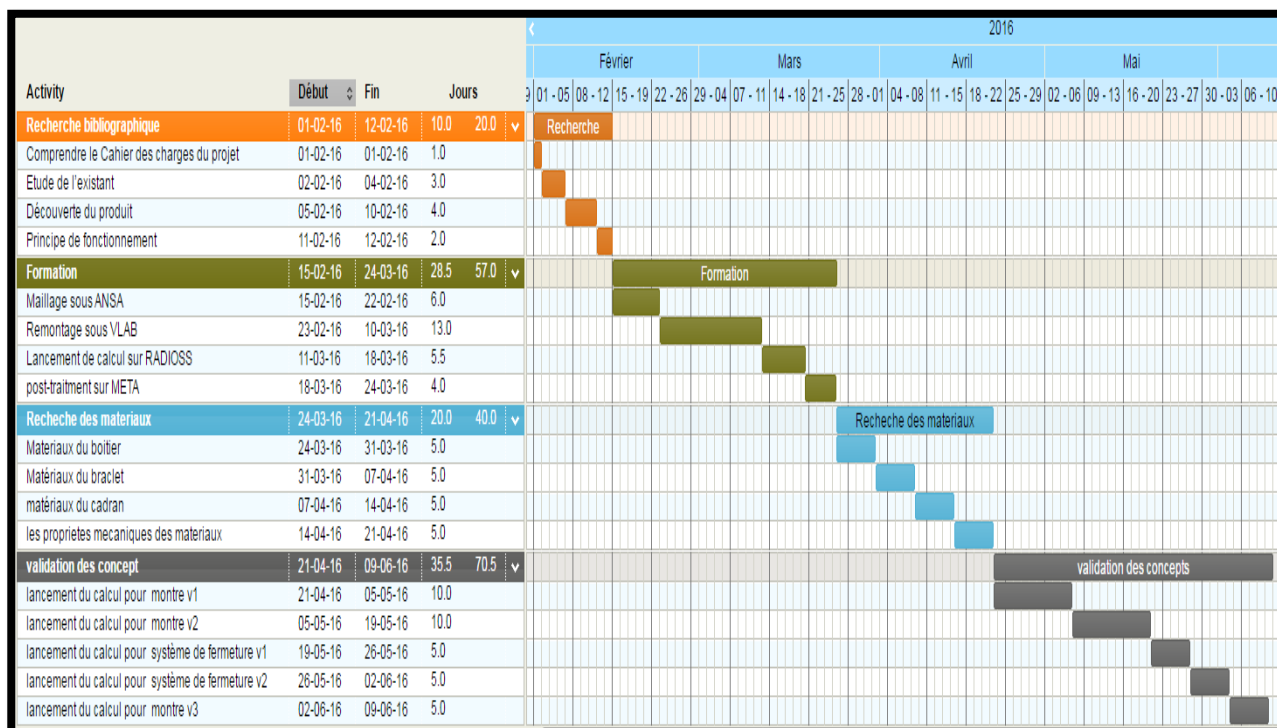 2016
Février Mars Avril Mai
Activity Début Fin Jours 9 01 - 05 08 - 12 15 - 19 22 - 26 29 - 04 07 - 11 14 - 18 21 - 25 28 - 01 04 - 08 11 - 15 18 - 22 25 - 29 02 - 06 09 - 13 16 - 20 23 - 27 30 - 03 06 - 10
Recherche bibliographique 01-02-16 12-02-16 10.0 20.0 Recherche
Comprendre le Cahier des charges du projet 01-02-16 01-02-16 1.0
Etude de l'existant 02-02-16 04-02-16 3.0
Découverte du produit 05-02-16 10-02-16 4.0
Principe de fonctionnement 11-02-16 12-02-16 2.0
Formation 15-02-16 24-03-16 28.5 57.0 Formation
Maillage sous ANSA 15-02-16 22-02-16 6.0
Remontage sous VLAB 23-02-16 10-03-16 13.0
Lancement de calcul sur RADIOSS 11-03-16 18-03-16 5.5
post-traitment sur META 18-03-16 24-03-16 4.0
Recheche des materiaux 24-03-16 21-04-16 20.0 40.0 Recheche des materiaux
Materiaux du boitier 24-03-16 31-03-16 5.0
Matériaux du braclet 31-03-16 07-04-16 5.0
matériaux du cadran 07-04-16 14-04-16 5.0
les proprietes mecaniques des materiaux 14-04-16 21-04-16 5.0
validation des concept 21-04-16 09-06-16 35.5 70.5 validation des concepts
lancement du calcul pour montre v1 21-04-16 05-05-16 10.0
lancement du calcul pour montre v2 05-05-16 19-05-16 10.0
lancement du calcul pour système de fermeture v1 19-05-16 26-05-16 5.0
lancement du calcul pour système de fermeture v2 26-05-16 02-06-16 5.0
lancement du calcul pour montre v3 02-06-16 09-06-16 5.0